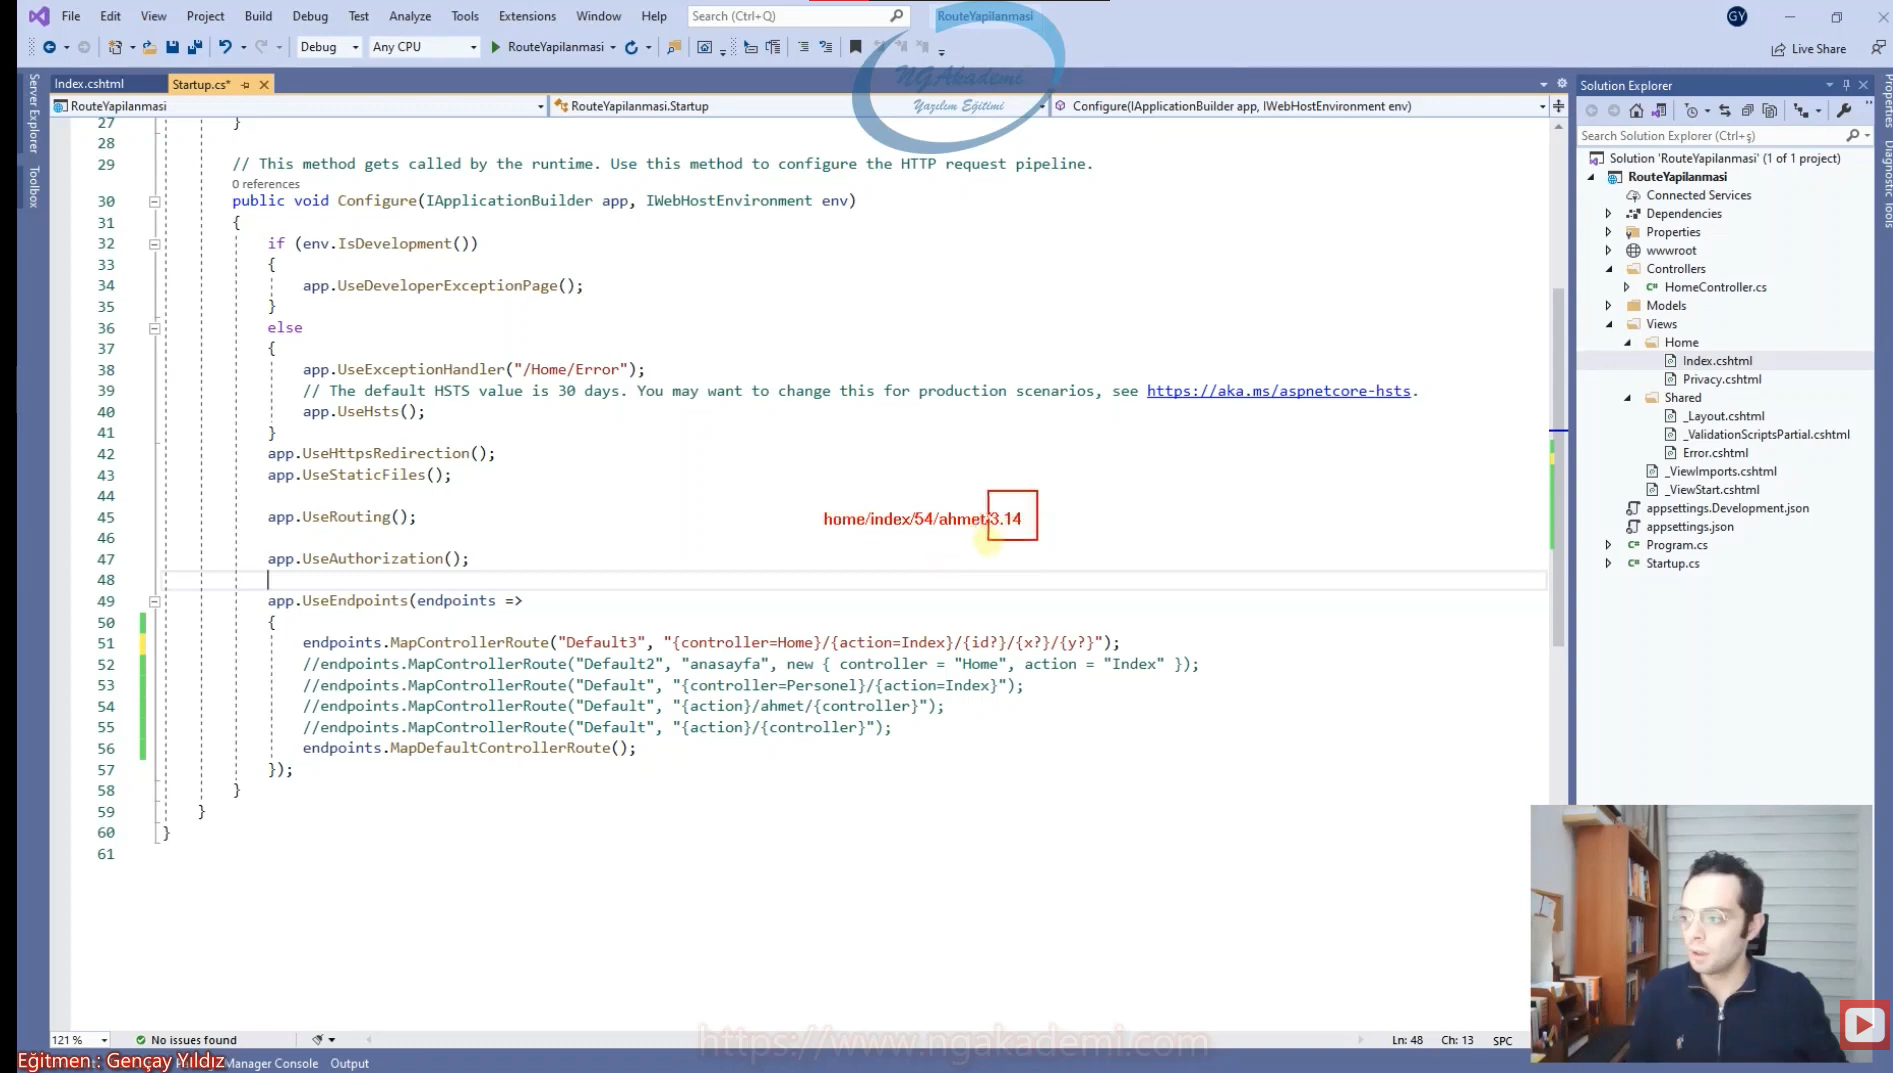 File Edit View Project Build Debug Test Analyze Tools Extensions Window Help Search (Ctrl+Q) RouteYapilanmasi GY
Debug Any CPU RouteYapilanmasi Live Share
NGAkademi
Yazılım Eğitimi
Index.cshtml Startup.cs*
RouteYapilanmasi RouteYapilanmasi.Startup Configure(IApplicationBuilder app, IWebHostEnvironment env)
Server Explorer
Toolbox
27 }
28
29 // This method gets called by the runtime. Use this method to configure the HTTP request pipeline.
0 references
30 public void Configure(IApplicationBuilder app, IWebHostEnvironment env)
31 {
32 if (env.IsDevelopment())
33 {
34 app.UseDeveloperExceptionPage();
35 }
36 else
37 {
38 app.UseExceptionHandler("/Home/Error");
39 // The default HSTS value is 30 days. You may want to change this for production scenarios, see https://aka.ms/aspnetcore-hsts.
40 app.UseHsts();
41 }
42 app.UseHttpsRedirection();
43 app.UseStaticFiles();
44
45 app.UseRouting();
home/index/54/ahmet/3.14
46
47 app.UseAuthorization();
48
49 app.UseEndpoints(endpoints =>
50 {
51 endpoints.MapControllerRoute("Default3", "{controller=Home}/{action=Index}/{id?}/{x?}/{y?}");
52 //endpoints.MapControllerRoute("Default2", "anasayfa", new { controller = "Home", action = "Index" });
53 //endpoints.MapControllerRoute("Default", "{controller=Personel}/{action=Index}");
54 //endpoints.MapControllerRoute("Default", "{action}/ahmet/{controller}");
55 //endpoints.MapControllerRoute("Default", "{action}/{controller}");
56 endpoints.MapDefaultControllerRoute();
57 });
58 }
59 }
60 }
61
Solution Explorer
Search Solution Explorer (Ctrl+ş)
Solution 'RouteYapilanmasi' (1 of 1 project)
RouteYapilanmasi
Connected Services
Dependencies
Properties
wwwroot
Controllers
HomeController.cs
Models
Views
Home
Index.cshtml
Privacy.cshtml
Shared
_Layout.cshtml
_ValidationScriptsPartial.cshtml
Error.cshtml
_ViewImports.cshtml
_ViewStart.cshtml
appsettings.Development.json
appsettings.json
Program.cs
Startup.cs
Properties
Diagnostic Tools
121 % No issues found Ln: 48 Ch: 13 SPC
https://www.ngakademi.com
Eğitmen : Gençay Yıldız Manager Console Output